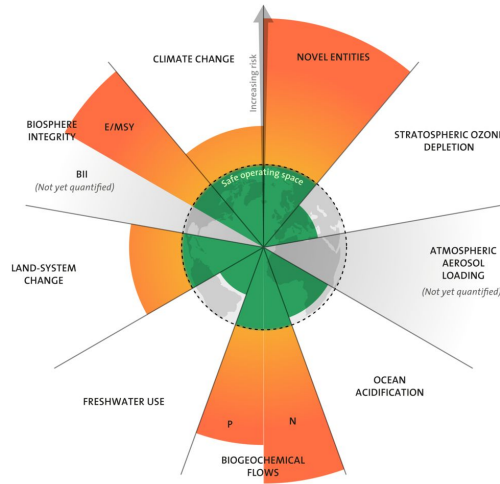 CLIMATE CHANGE
NOVEL ENTITIES
Increasing risk
BIOSPHERE
INTEGRITY
E/MSY
STRATOSPHERIC OZONE
DEPLETION
BII
(Not yet quantified)
Safe operating space
ATMOSPHERIC
AEROSOL
LOADING
(Not yet quantified)
LAND-SYSTEM
CHANGE
OCEAN
ACIDIFICATION
FRESHWATER USE
P
N
BIOGEOCHEMICAL
FLOWS